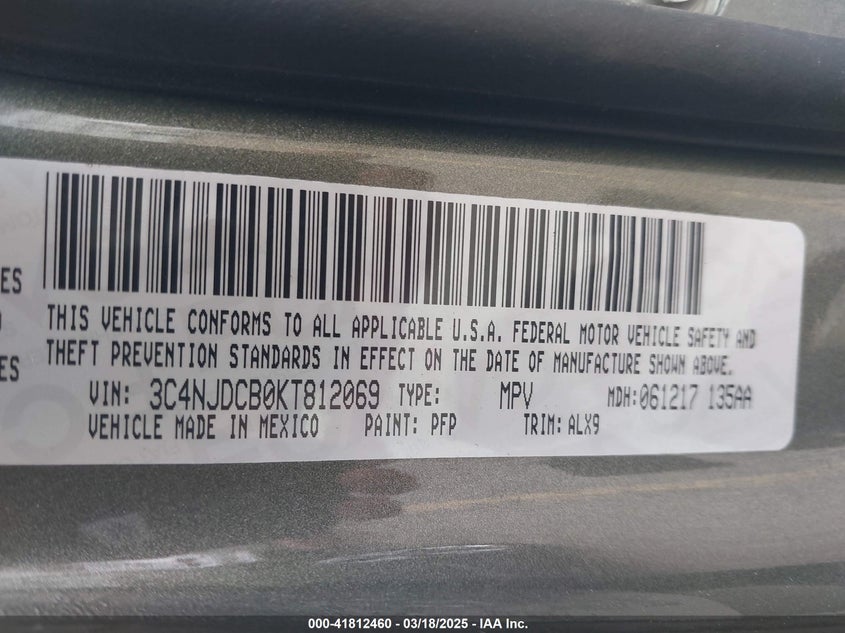 ES
THIS VEHICLE CONFORMS TO ALL APPLICABLE U.S.A. FEDERAL MOTOR VEHICLE SAFETY AND
ES THEFT PREVENTION STANDARDS IN EFFECT ON THE DATE OF MANUFACTURE SHOWN ABOVE.
VIN: 3C4NJDCB0KT812069 TYPE: MPV MDH:061217 135AA
VEHICLE MADE IN MEXICO PAINT: PFP TRIM:ALX9
000-41812460 - 03/18/2025 - IAA Inc.